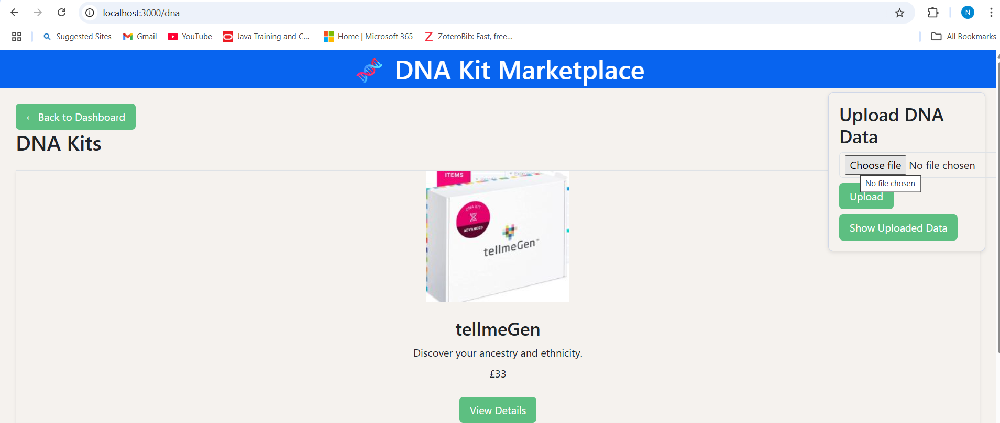 localhost:3000/dna
N
Suggested Sites
Gmail
YouTube
Java Training and C...
Home | Microsoft 365
ZoteroBib: Fast, free...
All Bookmarks
DNA Kit Marketplace
← Back to Dashboard
DNA Kits
Upload DNA
Data
Choose file No file chosen
No file chosen
Upload
Show Uploaded Data
ITEMS
DNA KIT
ADVANCED
tellmeGen™
tellmeGen
Discover your ancestry and ethnicity.
£33
View Details